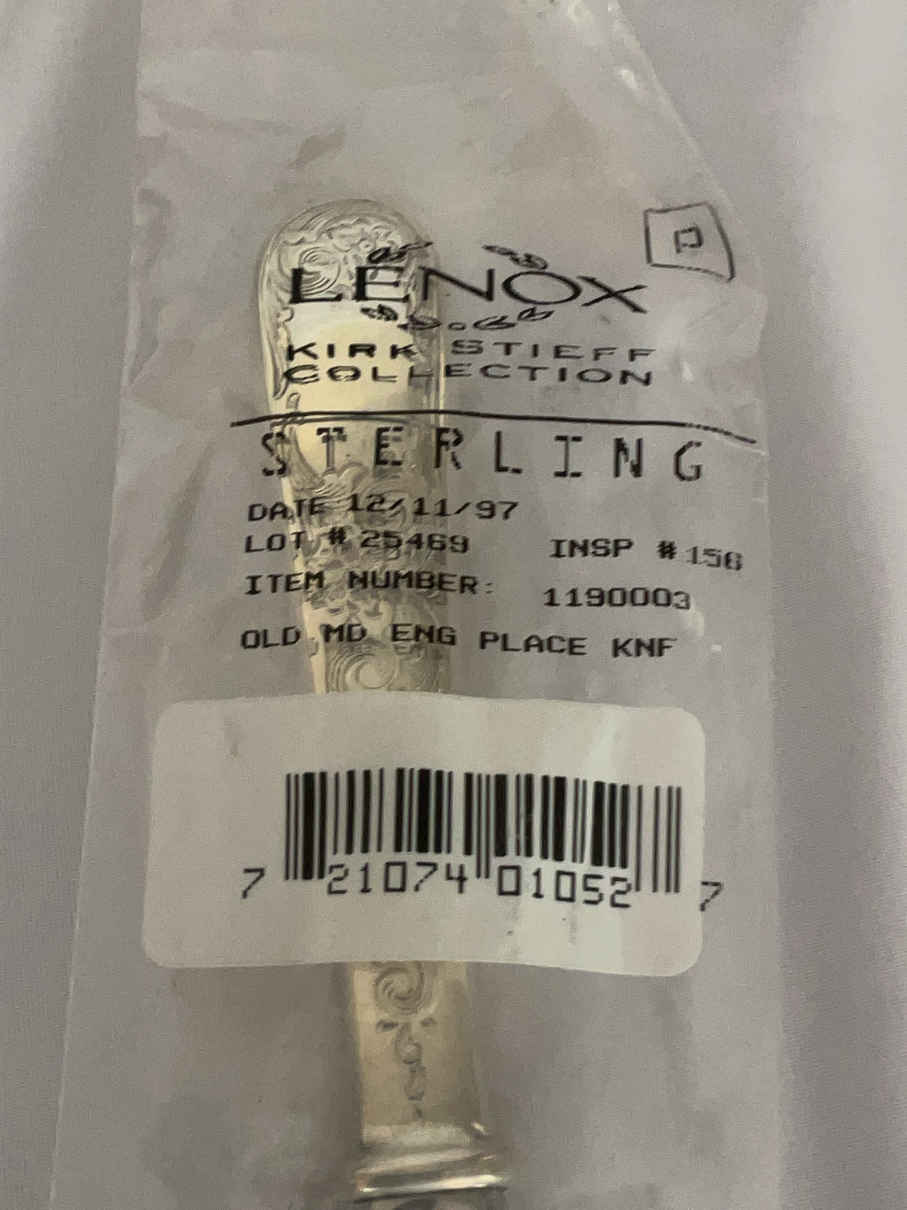 LENOX
KIRK STIEFF
COLLECTION
STERLING
DATE 12/11/97
LOT # 25469 INSP # 156
ITEM NUMBER: 1190003
OLD MD ENG PLACE KNF
7 21074 01052 7